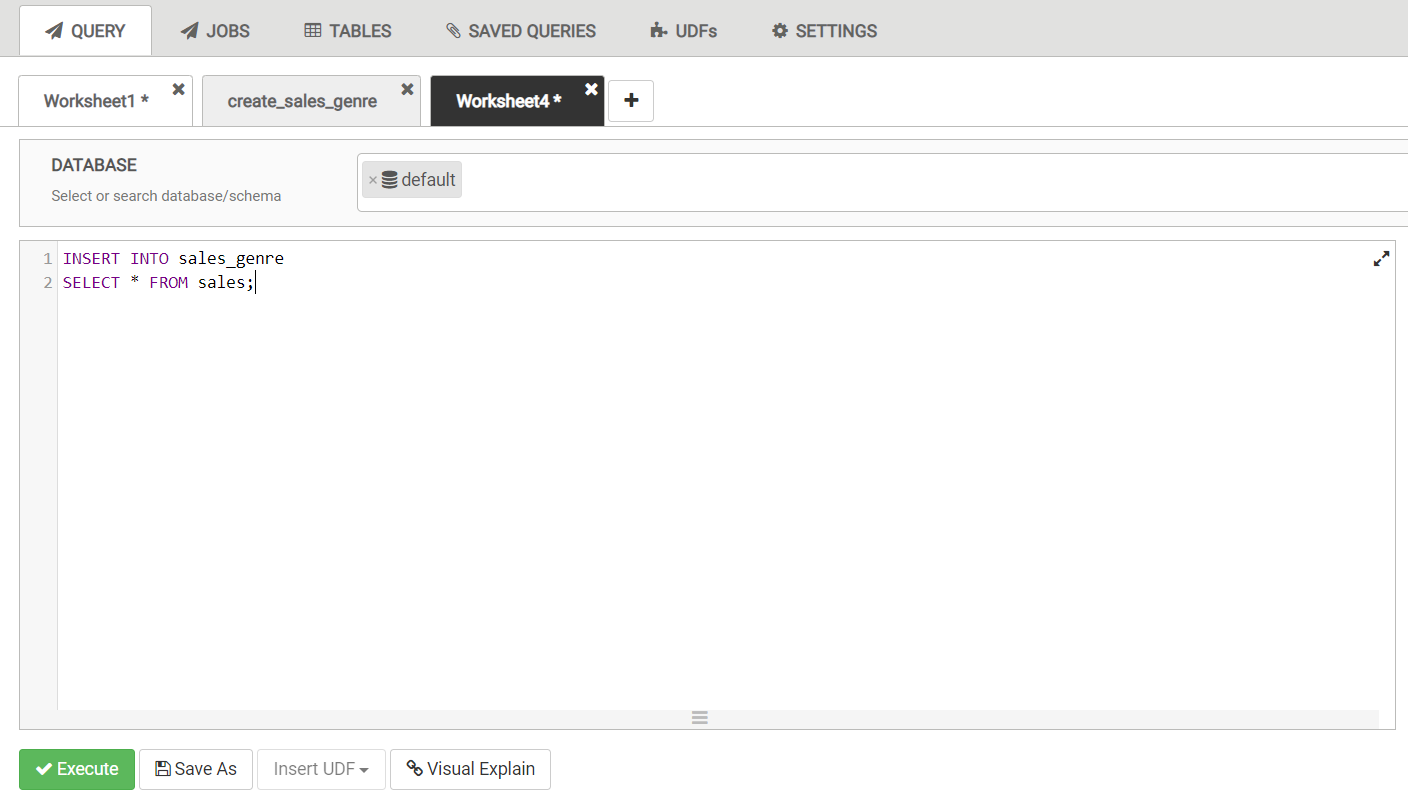 QUERY JOBS TABLES SAVED QUERIES UDFs SETTINGS
Worksheet1 * create_sales_genre Worksheet4 *
DATABASE
Select or search database/schema
× default
1 INSERT INTO sales_genre
2 SELECT * FROM sales;
Execute Save As Insert UDF Visual Explain